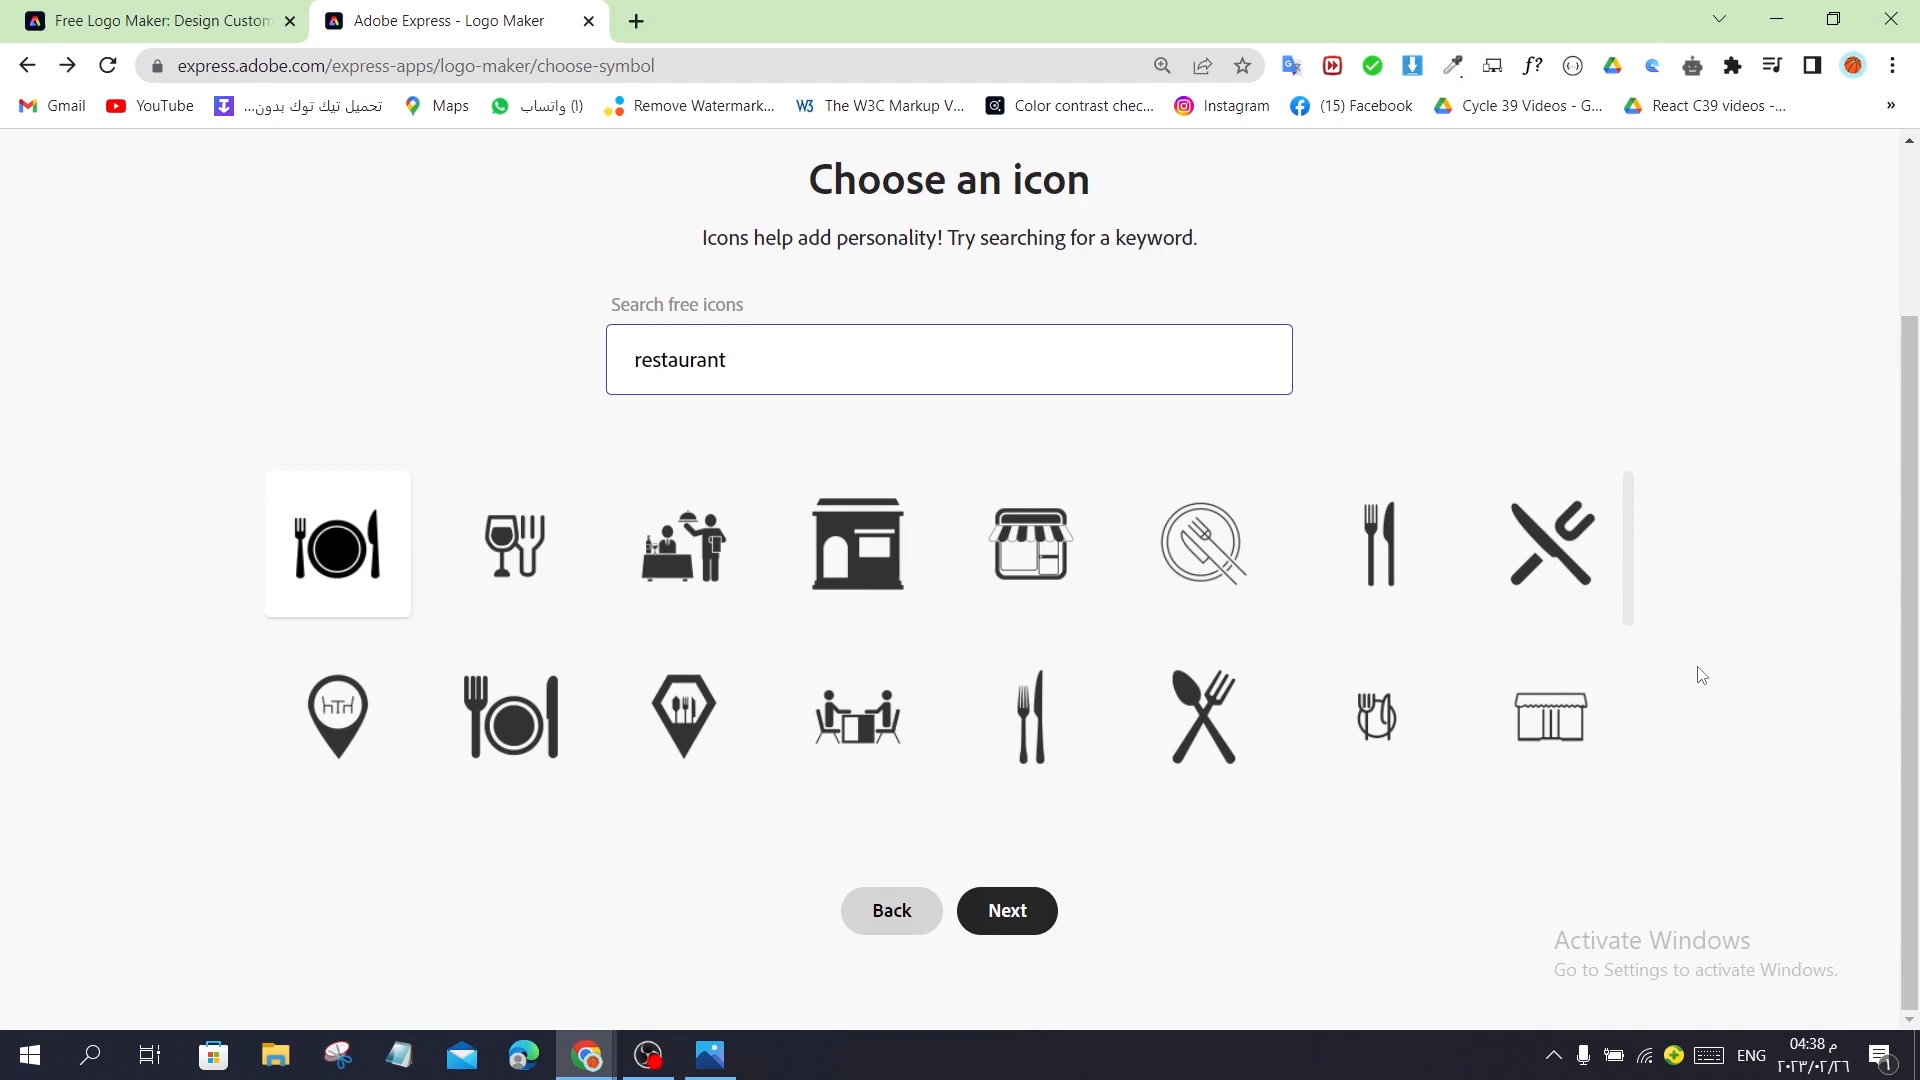 Free Logo Maker: Design Custom
Adobe Express - Logo Maker
express.adobe.com/express-apps/logo-maker/choose-symbol
f?
Gmail
YouTube
تحميل تيك توك بدون...
Maps
(١) واتساب
Remove Watermark...
W3 The W3C Markup V...
Color contrast chec...
Instagram
(15) Facebook
Cycle 39 Videos - G...
React C39 videos -...
»
Choose an icon
Icons help add personality! Try searching for a keyword.
Search free icons
restaurant
Back
Next
Activate Windows
Go to Settings to activate Windows.
ENG
04:38 م
٢٠٢٣/٠٢/٢٦
١